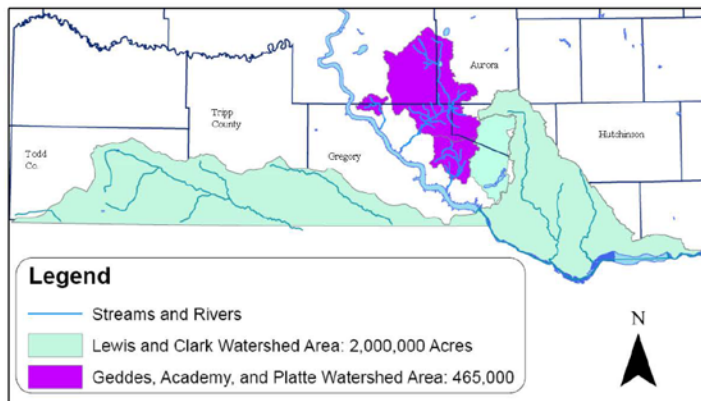 Aurora
Tripp
County
Hutchinson
Todd
Co.
Gregory
Legend
Streams and Rivers
Lewis and Clark Watershed Area: 2,000,000 Acres
Geddes, Academy, and Platte Watershed Area: 465,000
N